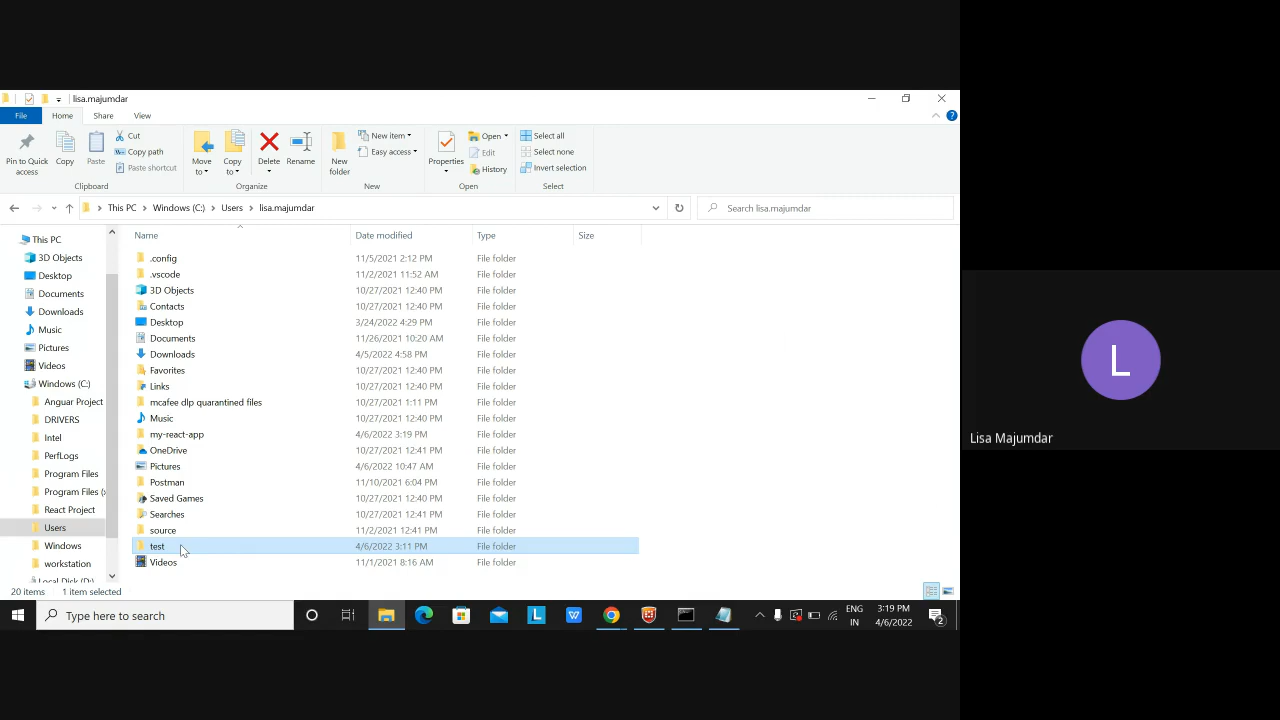 lisa.majumdar
File Home Share View
Pin to Quick access
Copy
Paste
Cut
Copy path
Paste shortcut
Clipboard
Move to
Copy to
Delete
Rename
Organize
New folder
New item
Easy access
New
Properties
Open
Edit
History
Open
Select all
Select none
Invert selection
Select
This PC > Windows (C:) > Users > lisa.majumdar
Search lisa.majumdar
This PC
3D Objects
Desktop
Documents
Downloads
Music
Pictures
Videos
Windows (C:)
Anguar Project
DRIVERS
Intel
PerfLogs
Program Files
Program Files (x
React Project
Users
Windows
workstation
Local Disk (D:)
Name Date modified Type Size
.config 11/5/2021 2:12 PM File folder
.vscode 11/2/2021 11:52 AM File folder
3D Objects 10/27/2021 12:40 PM File folder
Contacts 10/27/2021 12:40 PM File folder
Desktop 3/24/2022 4:29 PM File folder
Documents 11/26/2021 10:20 AM File folder
Downloads 4/5/2022 4:58 PM File folder
Favorites 10/27/2021 12:40 PM File folder
Links 10/27/2021 12:40 PM File folder
mcafee dlp quarantined files 10/27/2021 1:11 PM File folder
Music 10/27/2021 12:40 PM File folder
my-react-app 4/6/2022 3:19 PM File folder
OneDrive 10/27/2021 12:41 PM File folder
Pictures 4/6/2022 10:47 AM File folder
Postman 11/10/2021 6:04 PM File folder
Saved Games 10/27/2021 12:40 PM File folder
Searches 10/27/2021 12:41 PM File folder
source 11/2/2021 12:41 PM File folder
test 4/6/2022 3:11 PM File folder
Videos 11/1/2021 8:16 AM File folder
20 items 1 item selected
Type here to search
L
W
ENG
IN
3:19 PM
4/6/2022
2
L
Lisa Majumdar